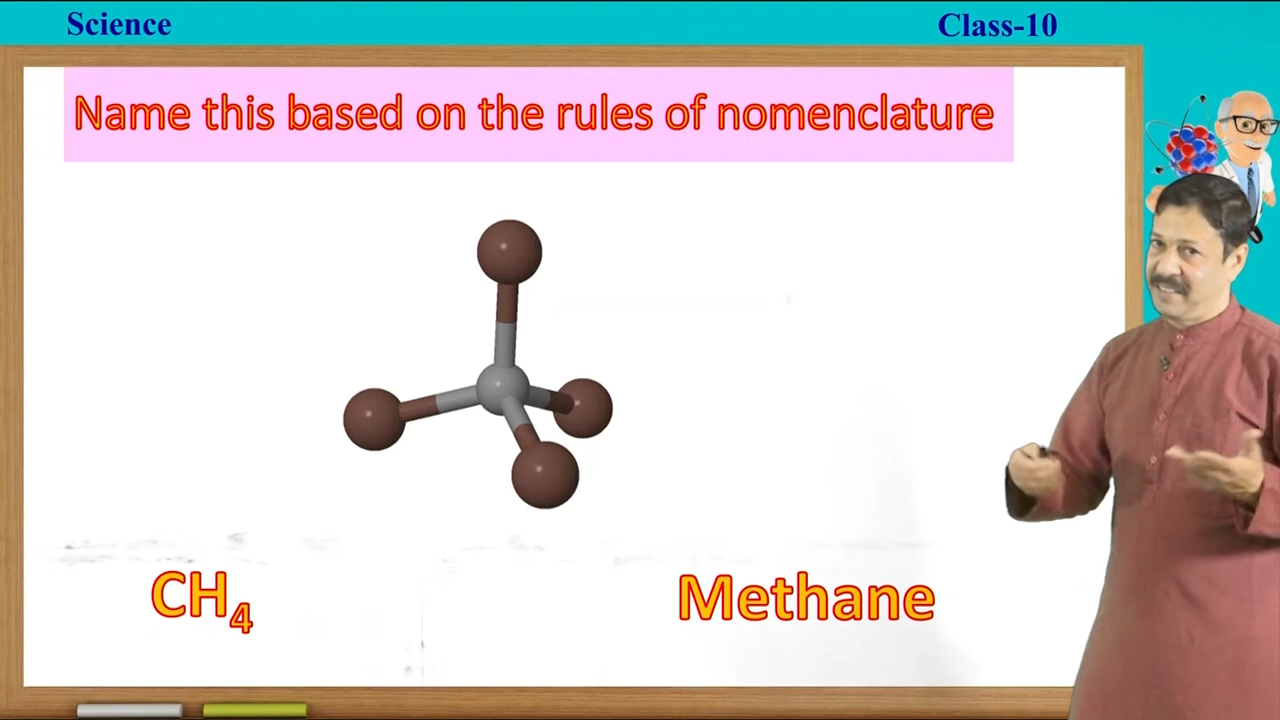 Science
Class-10
Name this based on the rules of nomenclature
CH₄
Methane